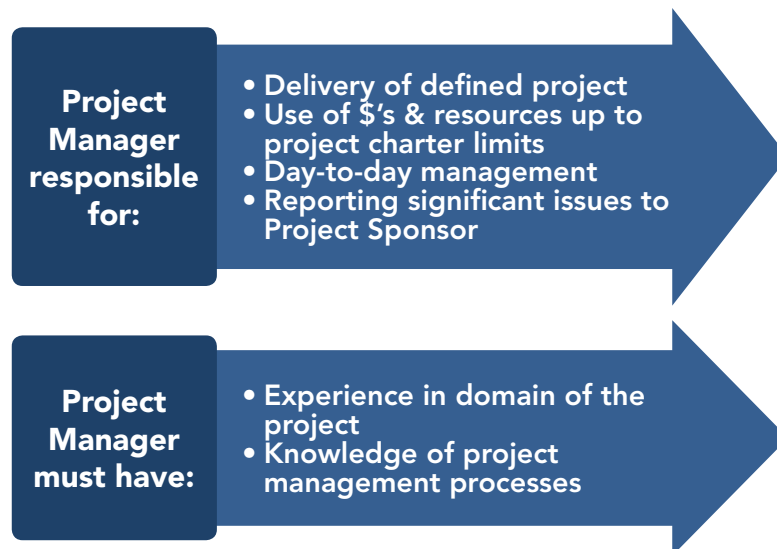 Project
Manager
responsible
for:
• Delivery of defined project
• Use of $'s & resources up to
project charter limits
• Day-to-day management
• Reporting significant issues to
Project Sponsor
Project
Manager
must have:
• Experience in domain of the
project
• Knowledge of project
management processes